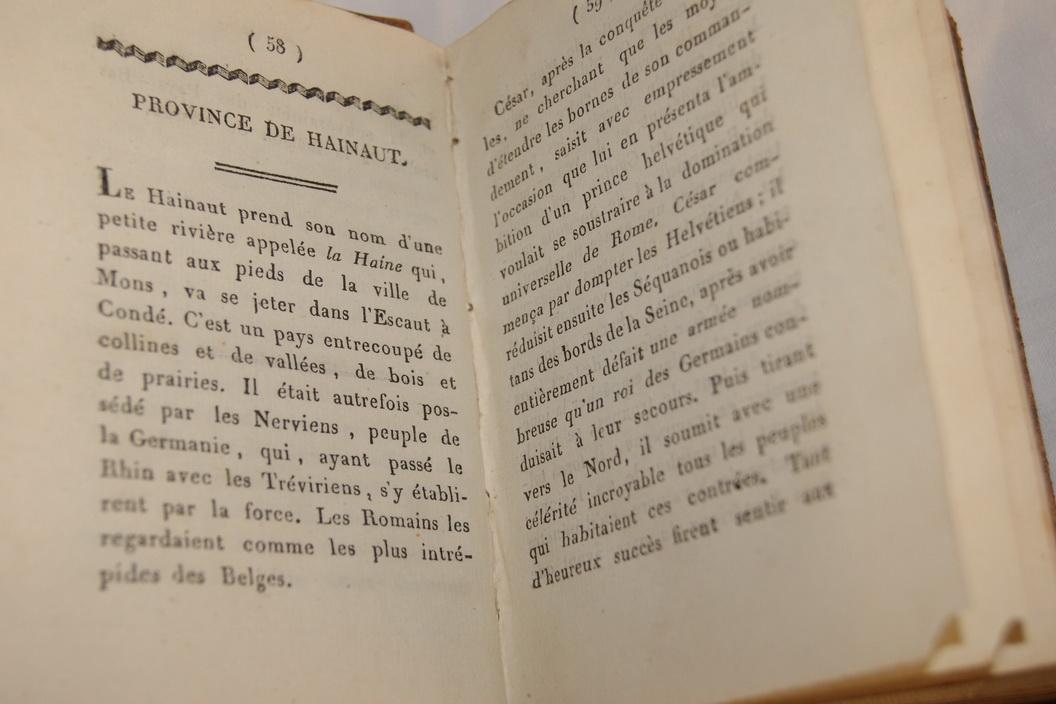 ( 58 )
PROVINCE DE HAINAUT.
LE Hainaut prend son nom d'une
petite rivière appelée la Haine qui,
passant aux pieds de la ville de
Mons, va se jeter dans l'Escaut à
Condé. C'est un pays entrecoupé de
collines et de vallées, de bois et
de prairies. Il était autrefois pos-
sédé par les Nerviens, peuple de
la Germanie, qui, ayant passé le
Rhin avec les Tréviriens, s'y établi-
rent par la force. Les Romains les
regardaient comme les plus intré-
pides des Belges.
( 59
César, après la conquête
les, ne cherchant que les moy
d'étendre les bornes de son comman-
dement, saisit avec empressement
l'occasion que lui en présenta l'am-
bition d'un prince helvétique qui
voulait se soustraire à la domination
universelle de Rome. César com-
mença par dompter les Helvétiens ; il
réduisit ensuite les Séquanois ou habi-
tans des bords de la Seine, après avoir
entièrement défait une armée nom-
breuse qu'un roi des Germains con-
duisait à leur secours. Puis tirant
vers le Nord, il soumit avec une
célérité incroyable tous les peuples
qui habitaient ces contrées. Tant
d'heureux succès firent sentir aux